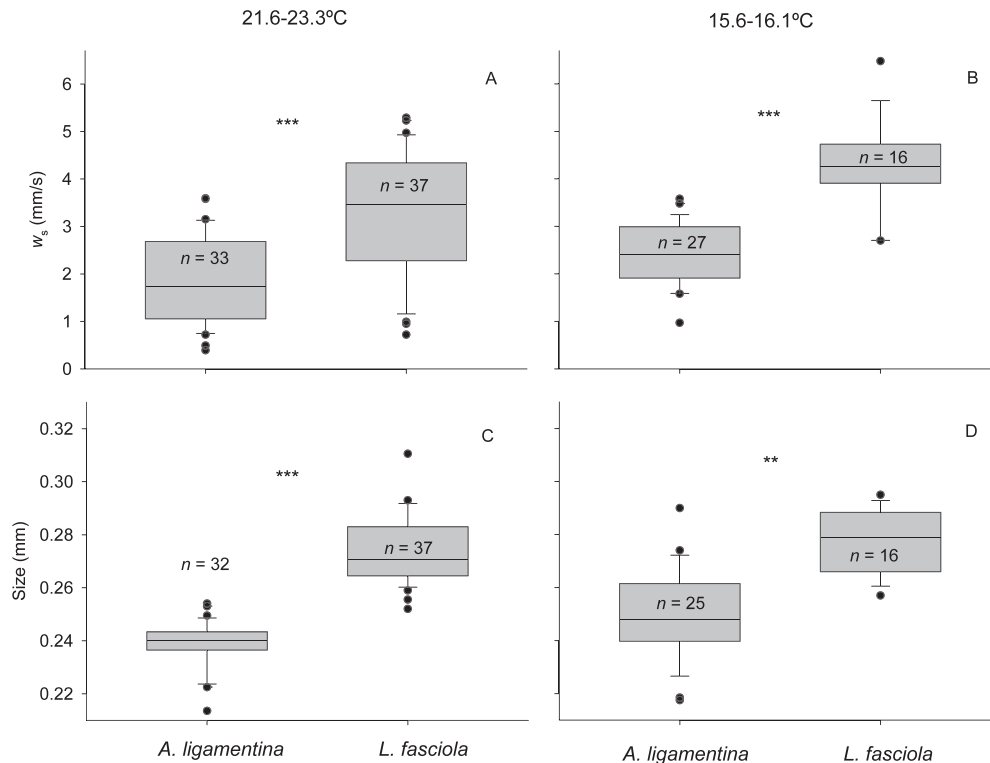 21.6-23.3ºC
15.6-16.1ºC
A
B
6
5
4
3
2
1
0
ws (mm/s)
***
***
n = 33
n = 37
n = 27
n = 16
C
D
0.32
0.30
0.28
0.26
0.24
0.22
Size (mm)
***
**
n = 32
n = 37
n = 25
n = 16
A. ligamentina
L. fasciola
A. ligamentina
L. fasciola